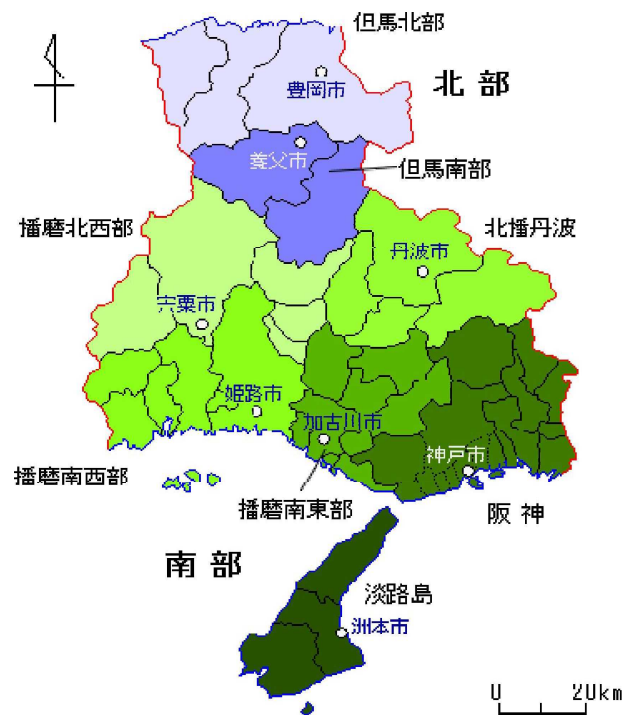 但馬北部
北部
豊岡市
養父市
但馬南部
播磨北西部
北播丹波
丹波市
宍粟市
姫路市
加古川市
神戸市
播磨南西部
播磨南東部
阪神
南部
淡路島
洲本市
0 20km